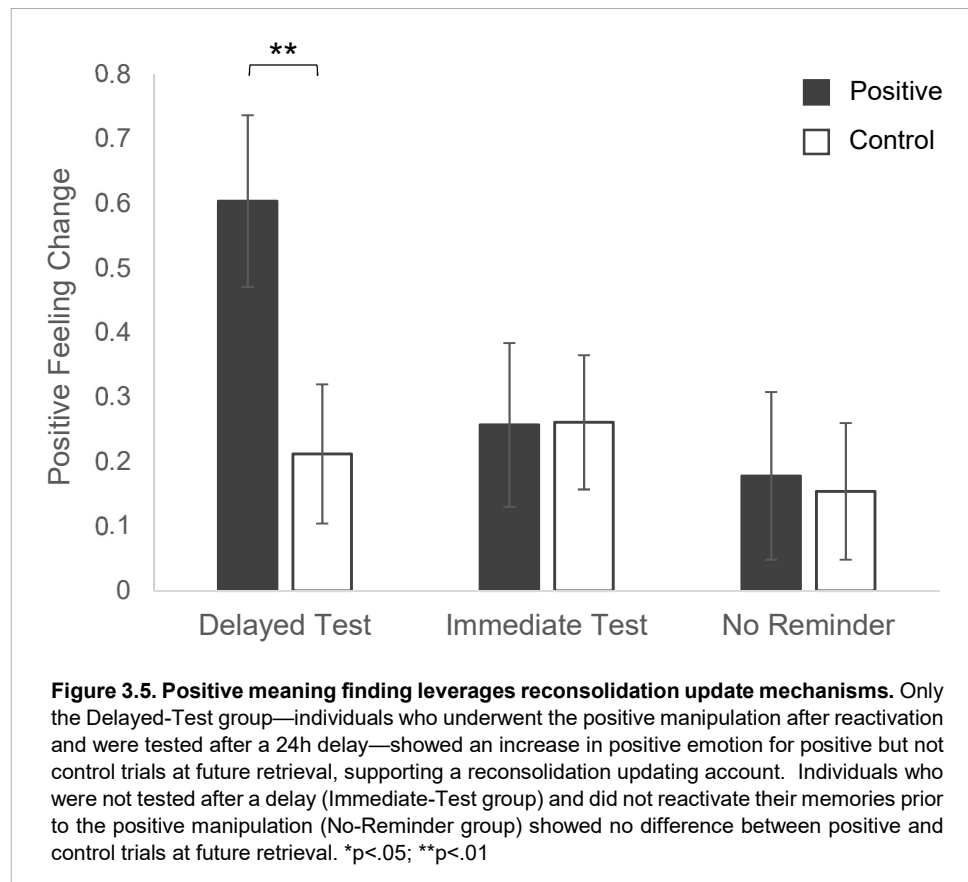 **
0.8
Positive
Control
0.7
0.6
0.5
0.4
0.3
0.2
0.1
0
Positive Feeling Change
Delayed Test
Immediate Test
No Reminder
Figure 3.5. Positive meaning finding leverages reconsolidation update mechanisms. Only
the Delayed-Test group—individuals who underwent the positive manipulation after reactivation
and were tested after a 24h delay—showed an increase in positive emotion for positive but not
control trials at future retrieval, supporting a reconsolidation updating account. Individuals who
were not tested after a delay (Immediate-Test group) and did not reactivate their memories prior
to the positive manipulation (No-Reminder group) showed no difference between positive and
control trials at future retrieval. *p<.05; **p<.01